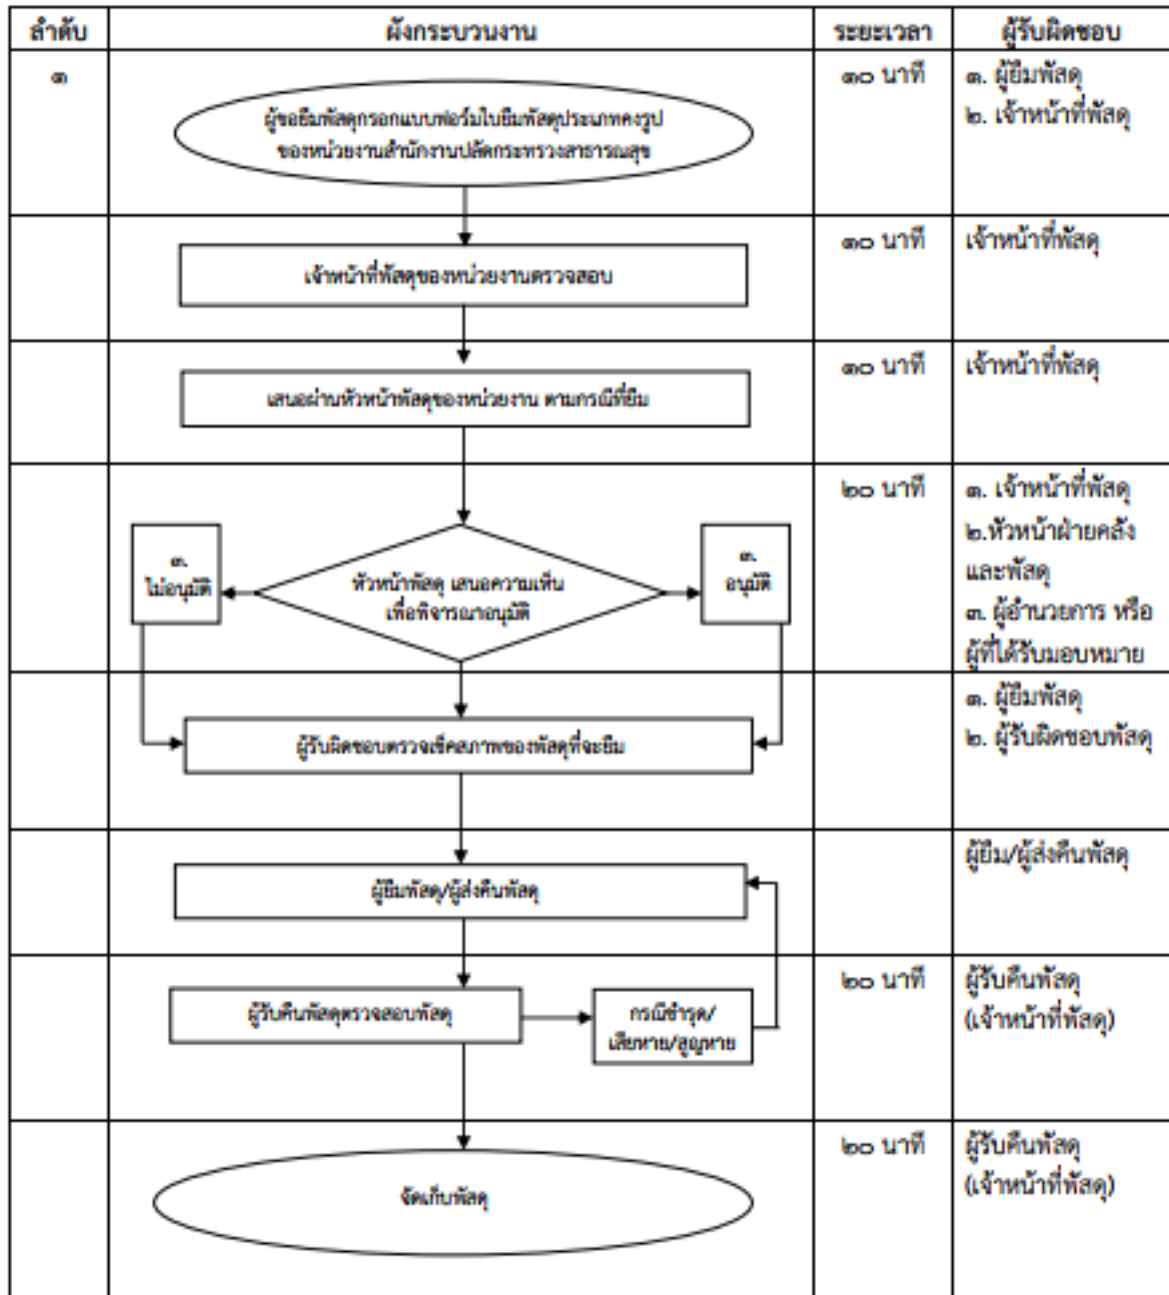 ลำดับ
ผังกระบวนงาน
ระยะเวลา
ผู้รับผิดชอบ
๑
ผู้ขอยืมพัสดุกรอกแบบฟอร์มใบยืมพัสดุประเภทคงรูป
ของหน่วยงานสำนักงานปลัดกระทรวงสาธารณสุข
๑๐ นาที
๑. ผู้ยืมพัสดุ
๒. เจ้าหน้าที่พัสดุ
เจ้าหน้าที่พัสดุของหน่วยงานตรวจสอบ
๑๐ นาที
เจ้าหน้าที่พัสดุ
เสนอผ่านหัวหน้าพัสดุของหน่วยงาน ตามกรณีที่ยืม
๑๐ นาที
เจ้าหน้าที่พัสดุ
๓.
ไม่อนุมัติ
หัวหน้าพัสดุ เสนอความเห็น
เพื่อพิจารณาอนุมัติ
๓.
อนุมัติ
๒๐ นาที
๑. เจ้าหน้าที่พัสดุ
๒.หัวหน้าฝ่ายคลัง
และพัสดุ
๓. ผู้อำนวยการ หรือ
ผู้ที่ได้รับมอบหมาย
ผู้รับผิดชอบตรวจเช็คสภาพของพัสดุที่จะยืม
๑. ผู้ยืมพัสดุ
๒. ผู้รับผิดชอบพัสดุ
ผู้ยืมพัสดุ/ผู้ส่งคืนพัสดุ
ผู้ยืม/ผู้ส่งคืนพัสดุ
ผู้รับคืนพัสดุตรวจสอบพัสดุ
กรณีชำรุด/
เสียหาย/สูญหาย
๒๐ นาที
ผู้รับคืนพัสดุ
(เจ้าหน้าที่พัสดุ)
จัดเก็บพัสดุ
๒๐ นาที
ผู้รับคืนพัสดุ
(เจ้าหน้าที่พัสดุ)